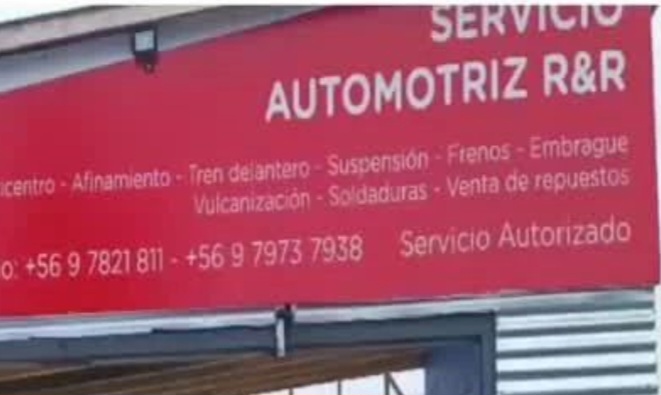 SERVICIO
AUTOMOTRIZ R&R
icentro - Afinamiento - Tren delantero - Suspensión - Frenos - Embrague
Vulcanización - Soldaduras - Venta de repuestos
o: +56 9 7821 811 - +56 9 7973 7938 Servicio Autorizado